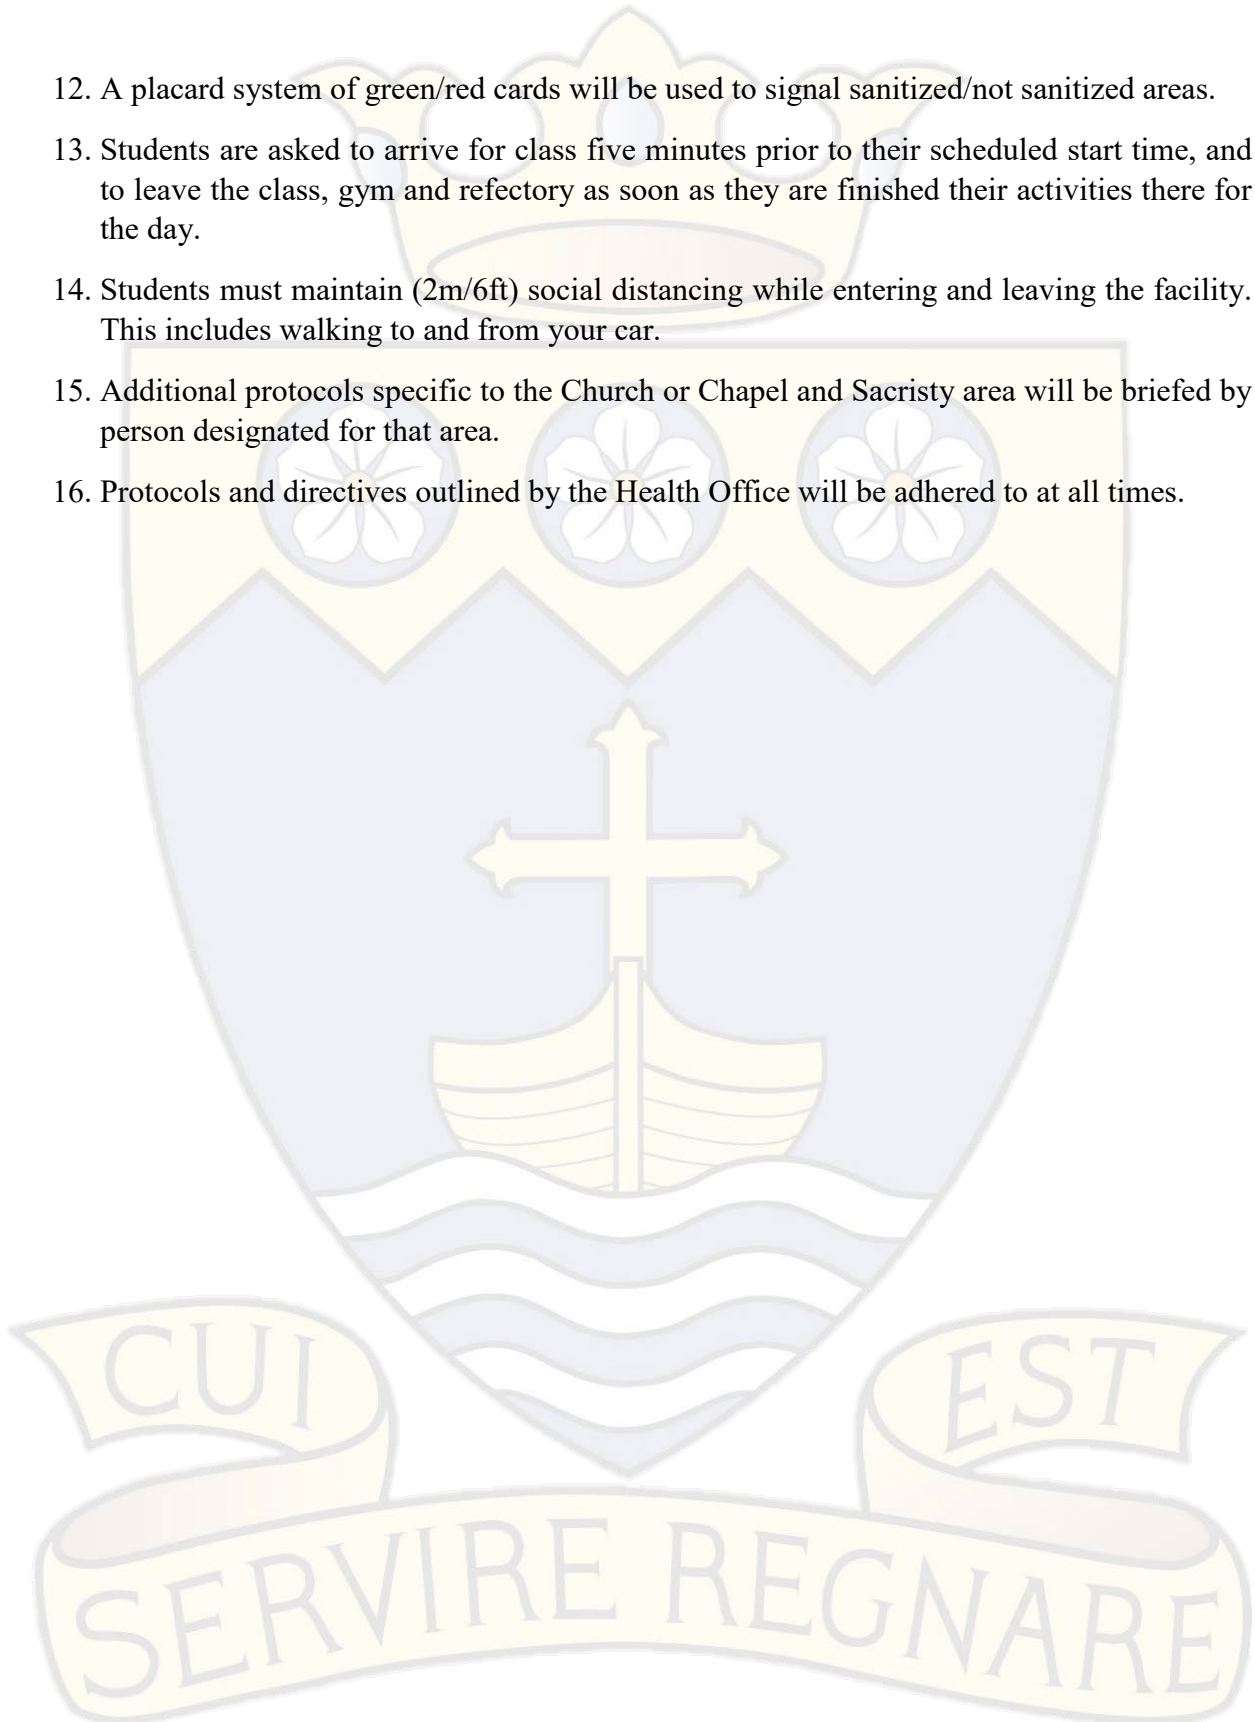 12. A placard system of green/red cards will be used to signal sanitized/not sanitized areas.
13. Students are asked to arrive for class five minutes prior to their scheduled start time, and
to leave the class, gym and refectory as soon as they are finished their activities there for
the day.
14. Students must maintain (2m/6ft) social distancing while entering and leaving the facility.
This includes walking to and from your car.
15. Additional protocols specific to the Church or Chapel and Sacristy area will be briefed by
person designated for that area.
16. Protocols and directives outlined by the Health Office will be adhered to at all times.
CUI
EST
SERVIRE REGNARE